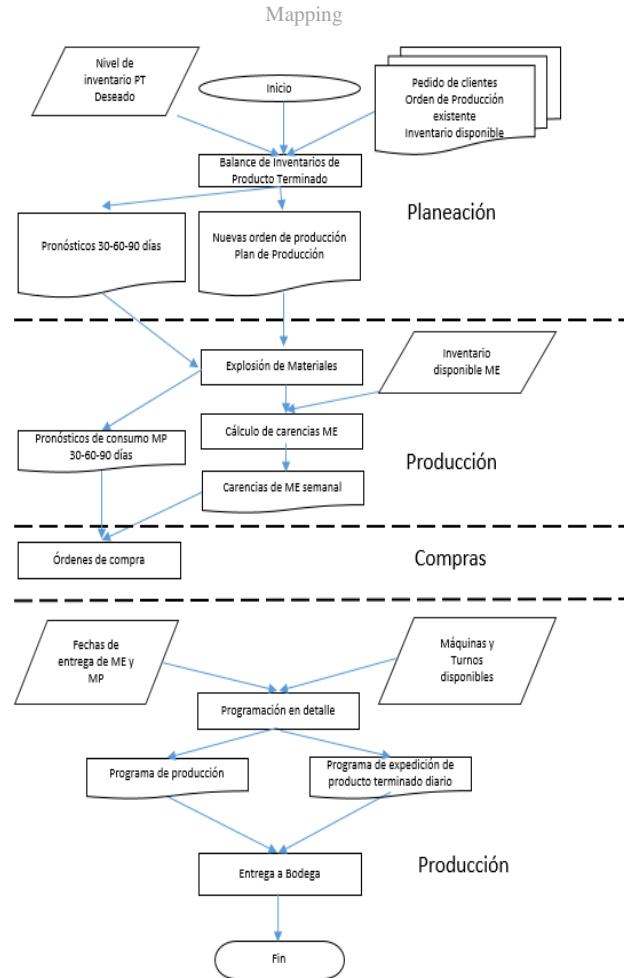 Mapping
Nivel de
inventario PT
Deseado
Inicio
Pedido de clientes
Orden de Producción
existente
Inventario disponible
Balance de Inventarios de
Producto Terminado
Planeación
Pronósticos 30-60-90 días
Nuevas orden de producción
Plan de Producción
Explosión de Materiales
Inventario
disponible ME
Cálculo de carencias ME
Pronósticos de consumo MP
30-60-90 días
Producción
Carencias de ME semanal
Órdenes de compra
Compras
Fechas de
entrega de ME y
MP
Máquinas y
Turnos
disponibles
Programación en detalle
Programa de producción
Programa de expedición de
producto terminado diario
Entrega a Bodega
Producción
Fin